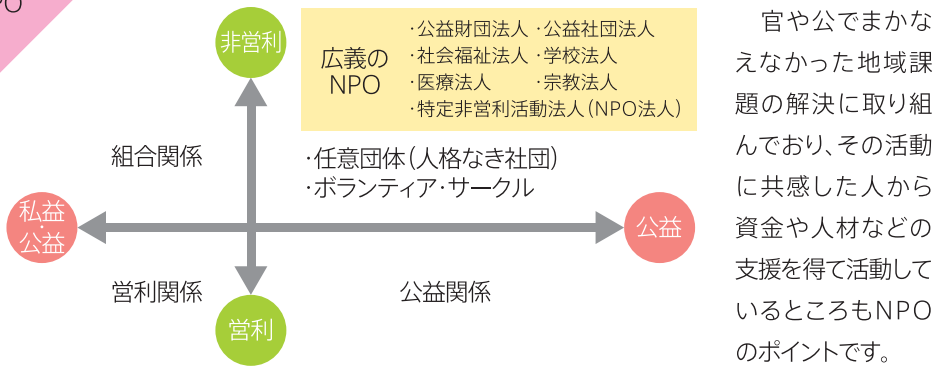 PO
非営利
広義の
NPO
･公益財団法人 ･公益社団法人
･社会福祉法人 ･学校法人
･医療法人 ･宗教法人
･特定非営利活動法人(NPO法人)
組合関係
･任意団体(人格なき社団)
･ボランティア･サークル
私益
･
公益
公益
営利関係
公益関係
営利
官や公でまかな
えなかった地域課
題の解決に取り組
んでおり、その活動
に共感した人から
資金や人材などの
支援を得て活動して
いるところもNPO
のポイントです。